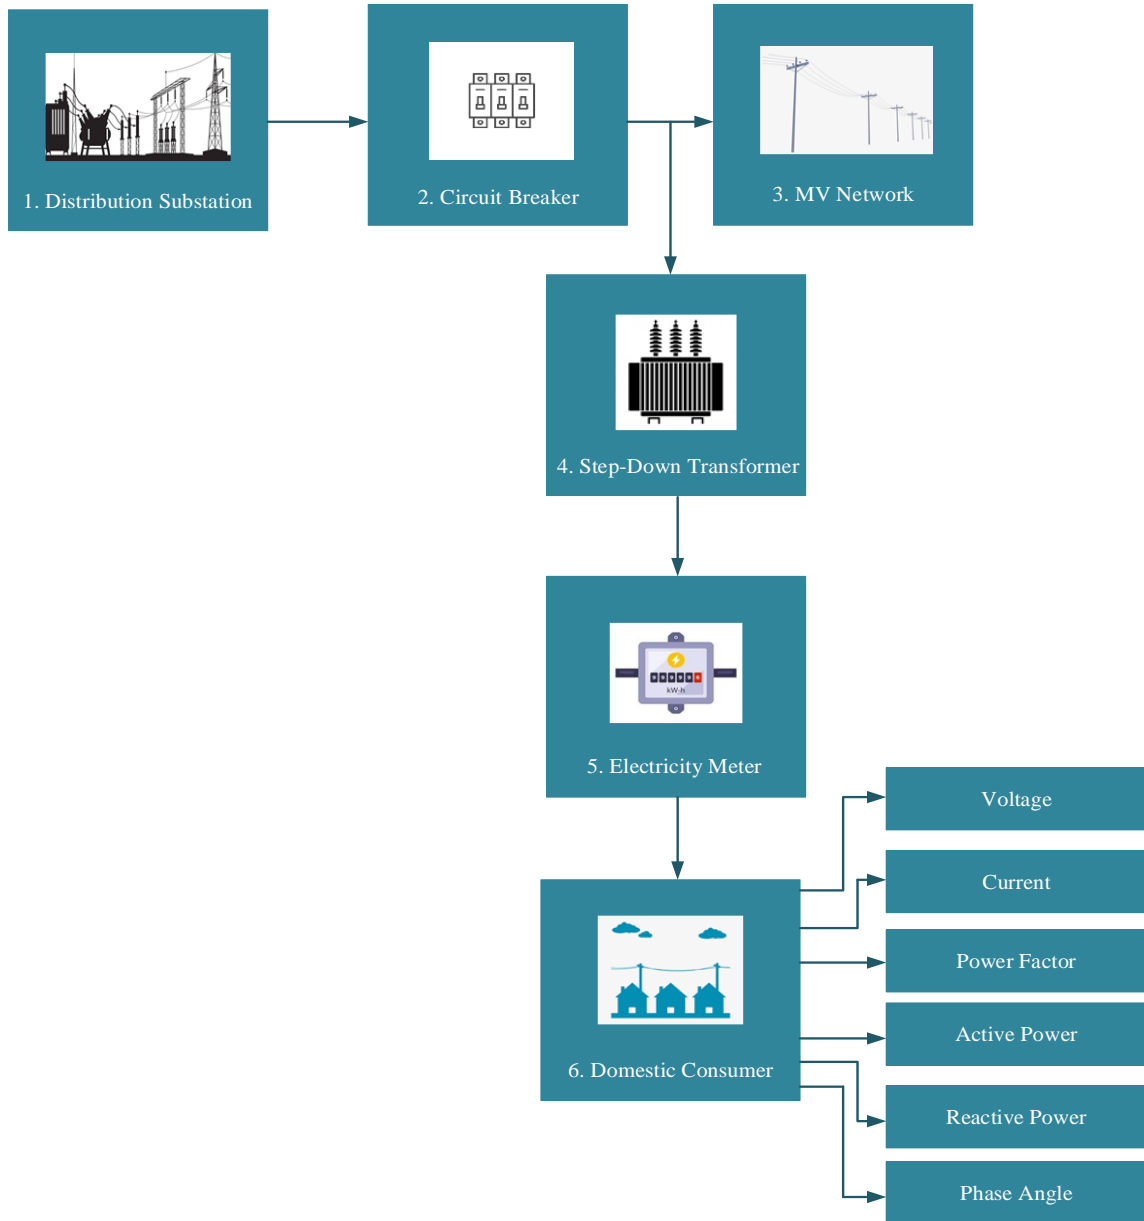 1. Distribution Substation
2. Circuit Breaker
3. MV Network
4. Step-Down Transformer
kW-h
5. Electricity Meter
6. Domestic Consumer
Voltage
Current
Power Factor
Active Power
Reactive Power
Phase Angle